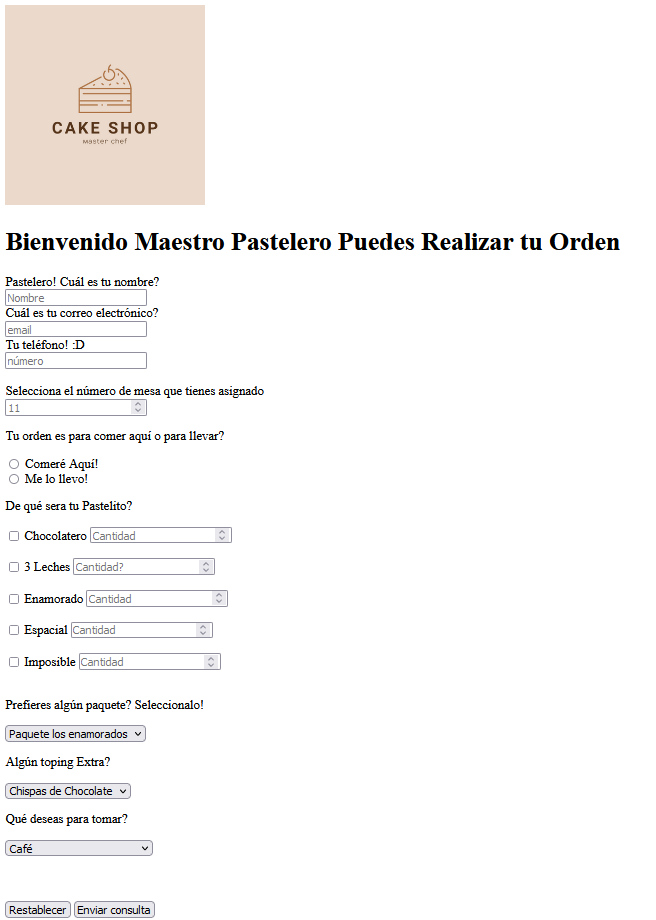 CAKE SHOP
Master chef
Bienvenido Maestro Pastelero Puedes Realizar tu Orden
Pastelero! Cuál es tu nombre?
Nombre
Cuál es tu correo electrónico?
email
Tu teléfono! :D
número
Selecciona el número de mesa que tienes asignado
11
Tu orden es para comer aquí o para llevar?
Comeré Aquí!
Me lo llevo!
De qué sera tu Pastelito?
Chocolatero Cantidad
3 Leches Cantidad?
Enamorado Cantidad
Espacial Cantidad
Imposible Cantidad
Prefieres algún paquete? Seleccionalo!
Paquete los enamorados
Algún toping Extra?
Chispas de Chocolate
Qué deseas para tomar?
Café
Restablecer Enviar consulta